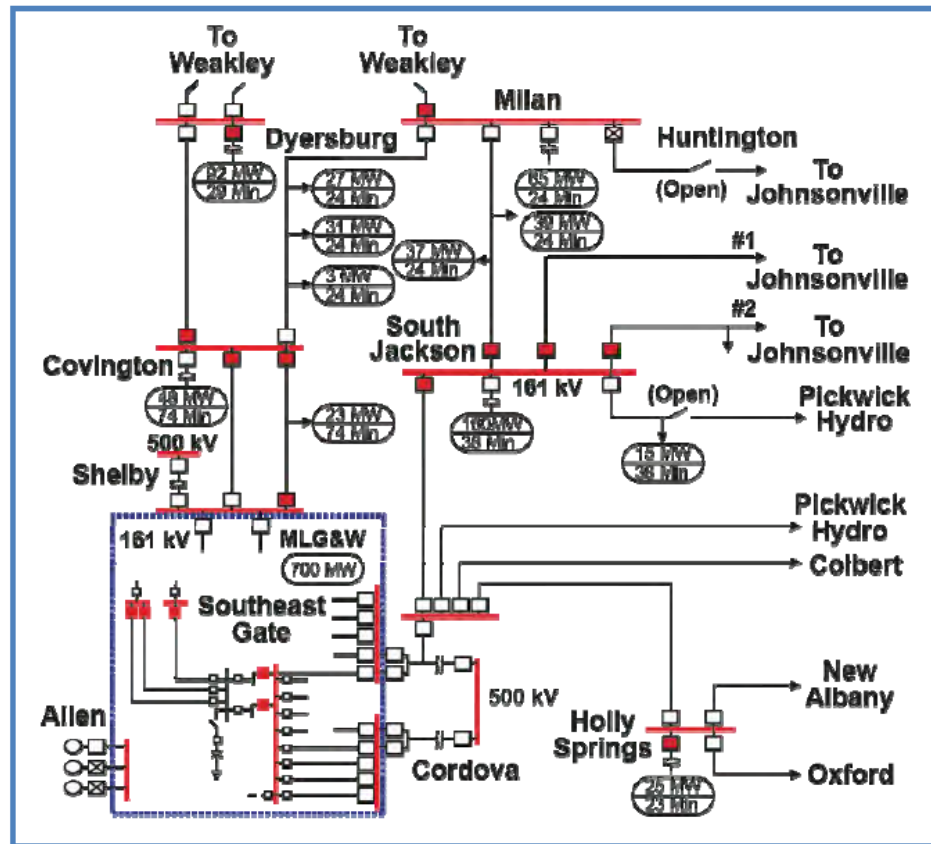 To
Weakley
To
Weakley
Milan
Dyersburg
Huntington
(Open)
To
Johnsonville
92 MW
29 Min
27 MW
24 Min
31 MW
24 Min
3 MW
24 Min
65 MW
24 Min
39 MW
24 Min
37 MW
24 Min
#1
To
Johnsonville
#2
To
Johnsonville
South
Jackson
161 kV
Covington
48 MW
74 Min
23 MW
74 Min
38 Min
(Open)
15 MW
38 Min
Pickwick
Hydro
500 kV
Shelby
161 kV
MLG&W
700 MW
Pickwick
Hydro
Colbert
Southeast
Gate
500 kV
New
Albany
Allen
Cordova
Holly
Springs
Oxford
25 MW
23 Min